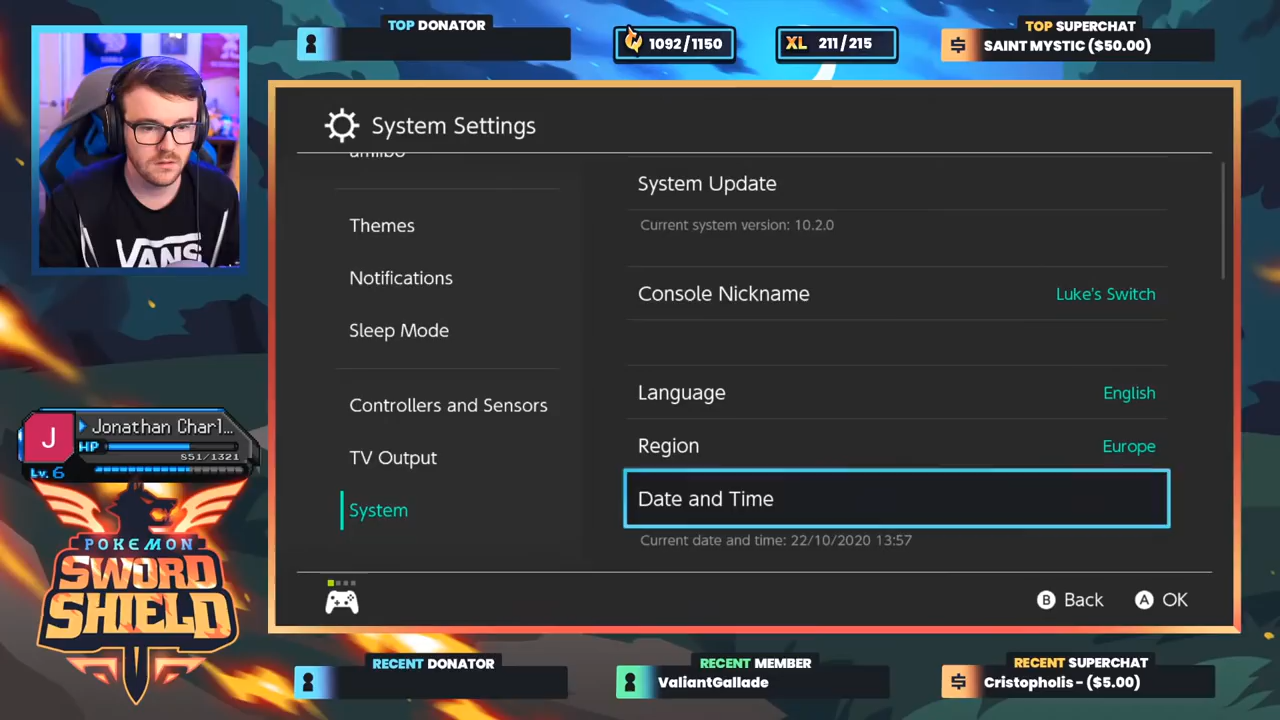 TOP DONATOR
1092/1150
XL 211/215
TOP SUPERCHAT
SAINT MYSTIC ($50.00)
System Settings
amiibo
Themes
Notifications
Sleep Mode
Controllers and Sensors
TV Output
System
System Update
Current system version: 10.2.0
Console Nickname
Luke's Switch
Language
English
Region
Europe
Date and Time
Current date and time: 22/10/2020 13:57
B Back
A OK
VANS
J
Jonathan Charl...
HP
851/1321
Lv. 6
POKEMON
SWORD
SHIELD
RECENT DONATOR
RECENT MEMBER
ValiantGallade
RECENT SUPERCHAT
Cristopholis - ($5.00)